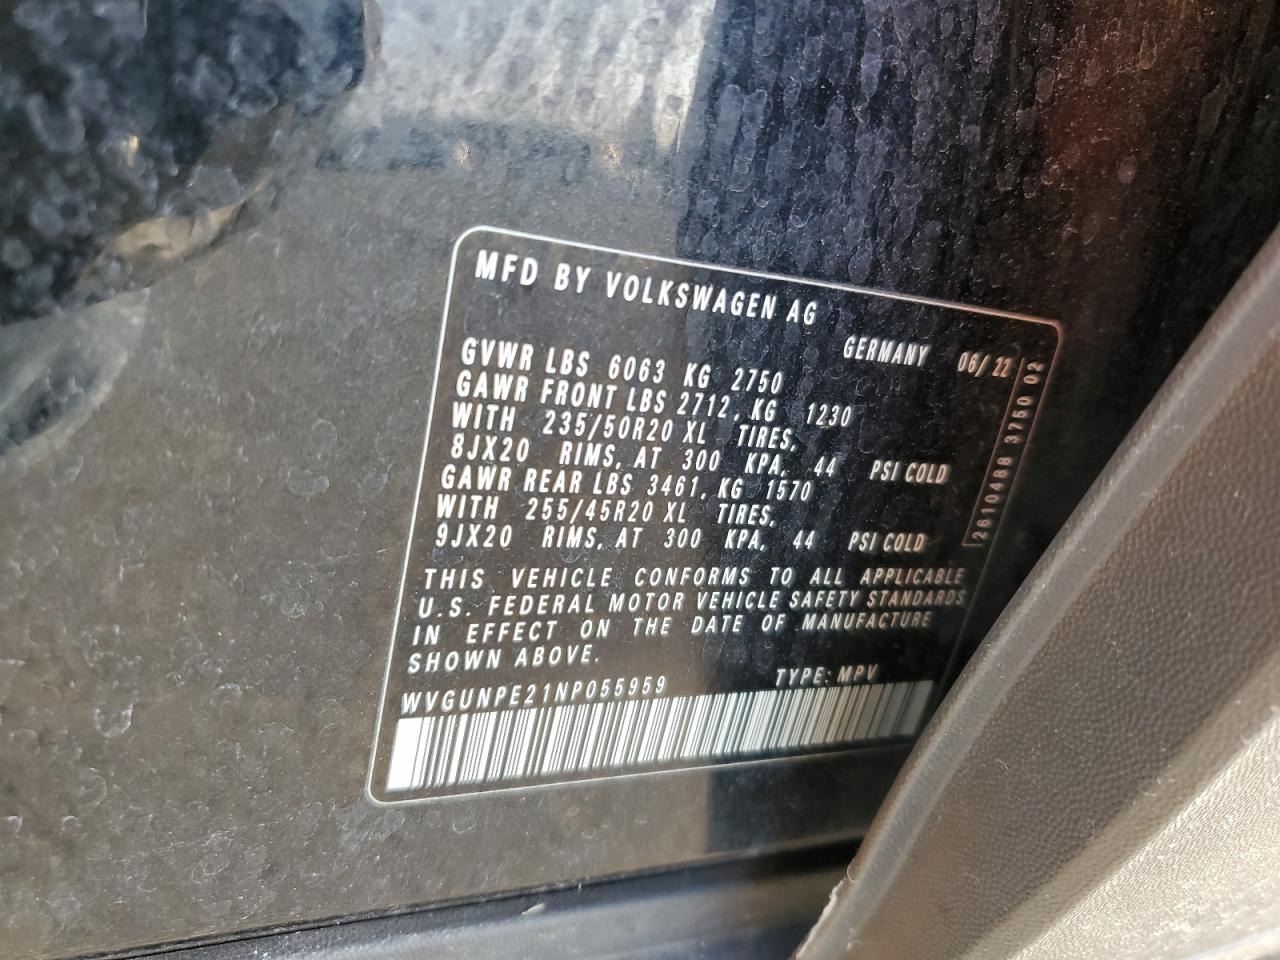 MFD BY VOLKSWAGEN AG
GERMANY 06/22
GVWR LBS 6063 KG 2750
GAWR FRONT LBS 2712, KG 1230
WITH 235/50R20 XL TIRES,
8JX20 RIMS, AT 300 KPA, 44 PSI COLD
GAWR REAR LBS 3461, KG 1570
WITH 255/45R20 XL TIRES,
9JX20 RIMS, AT 300 KPA, 44 PSI COLD
THIS VEHICLE CONFORMS TO ALL APPLICABLE
U.S. FEDERAL MOTOR VEHICLE SAFETY STANDARDS
IN EFFECT ON THE DATE OF MANUFACTURE
SHOWN ABOVE.
WVGUNPE21NP055959 TYPE: MPV
2610488 3750 02